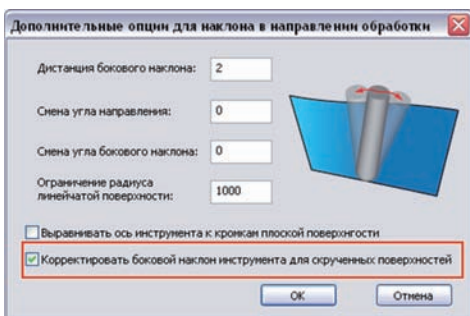 Дополнительные опции для наклона в направлении обработки
Дистанция бокового наклона: 2
Смена угла направления: 0
Смена угла бокового наклона: 0
Ограничение радиуса
линейчатой поверхности: 1000
Выравнивать ось инструмента к кромкам плоской поверхнгости
Корректировать боковой наклон инструмента для скрученных поверхностей
OK Отмена